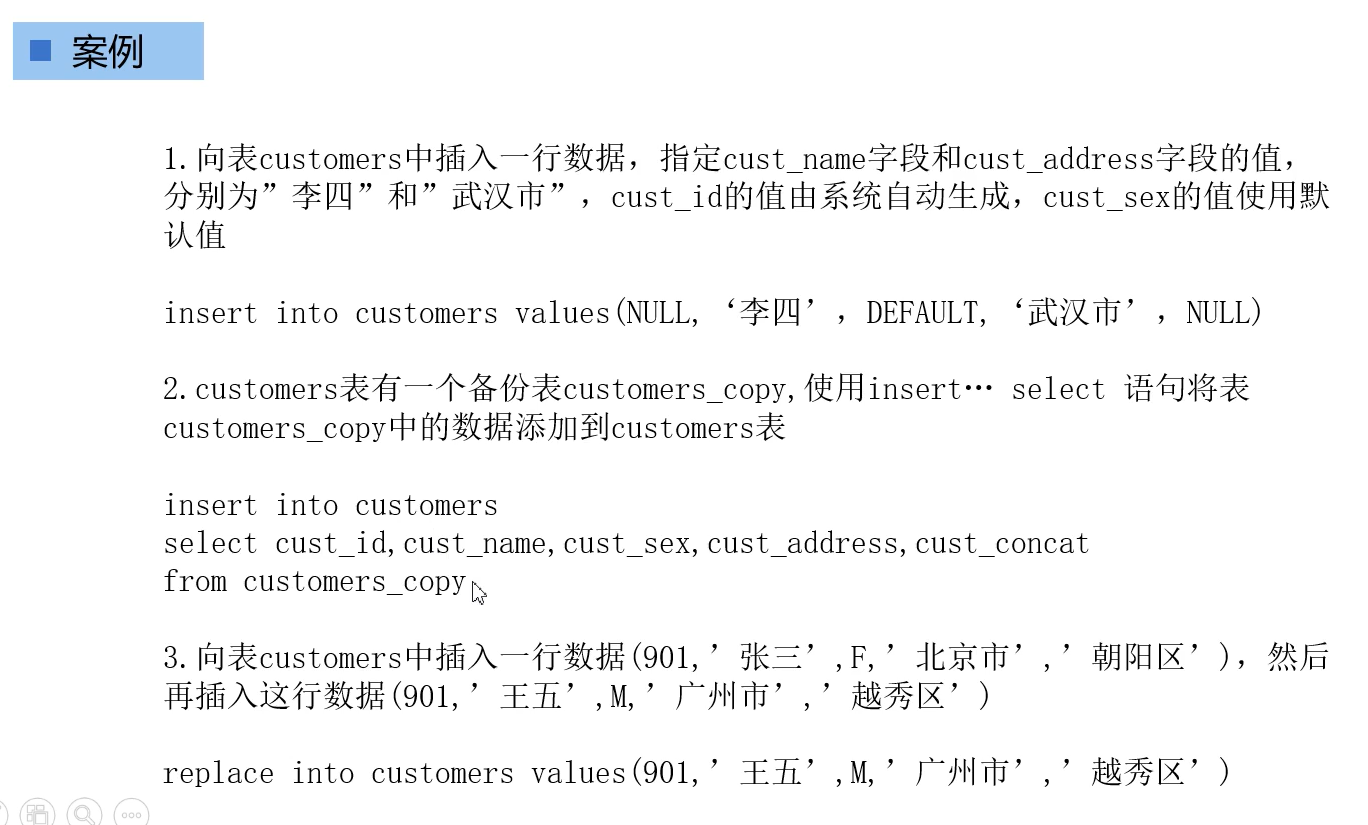 案例
1.向表customers中插入一行数据，指定cust_name字段和cust_address字段的值，
分别为”李四”和”武汉市”，cust_id的值由系统自动生成，cust_sex的值使用默
认值
insert into customers values(NULL,‘李四’，DEFAULT,‘武汉市’，NULL)
2.customers表有一个备份表customers_copy,使用insert… select 语句将表
customers_copy中的数据添加到customers表
insert into customers
select cust_id,cust_name,cust_sex,cust_address,cust_concat
from customers_copy
3.向表customers中插入一行数据(901,’张三’,F,’北京市’,’朝阳区’)，然后
再插入这行数据(901,’王五’,M,’广州市’,’越秀区’)
replace into customers values(901,’王五’,M,’广州市’,’越秀区’)